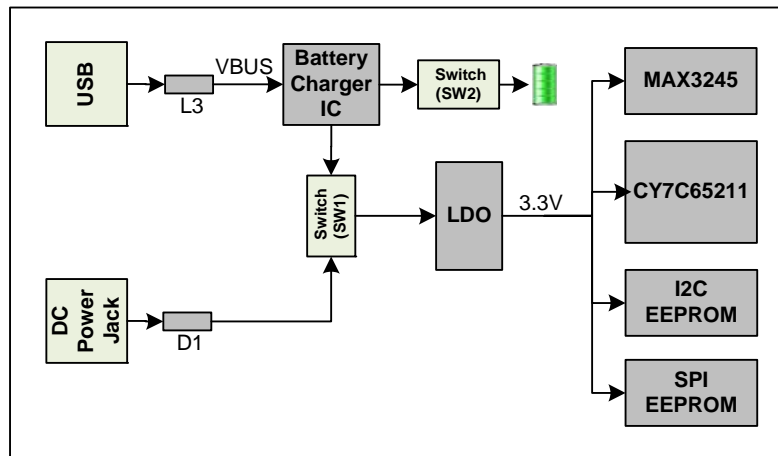 USB
L3
VBUS
Battery
Charger
IC
Switch
(SW2)
MAX3245
Switch
(SW1)
LDO
3.3V
CY7C65211
DC
Power
Jack
D1
I2C
EEPROM
SPI
EEPROM